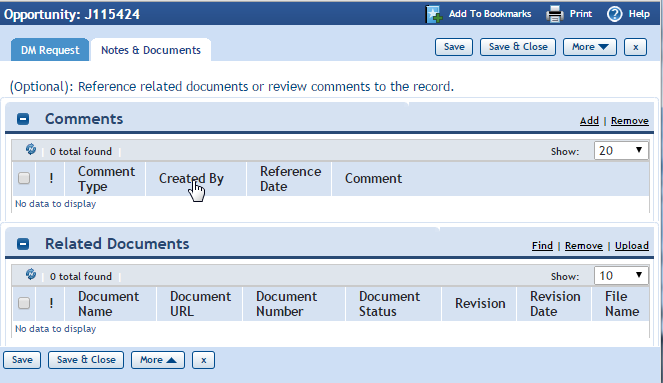 Opportunity: J115424 Add To Bookmarks Print Help
DM Request Notes & Documents Save Save & Close More x
(Optional): Reference related documents or review comments to the record.
Comments Add | Remove
0 total found Show: 20
! Comment Type Created By Reference Date Comment
No data to display
Related Documents Find | Remove | Upload
0 total found Show: 10
! Document Name Document URL Document Number Document Status Revision Revision Date File Name
No data to display
Save Save & Close More x